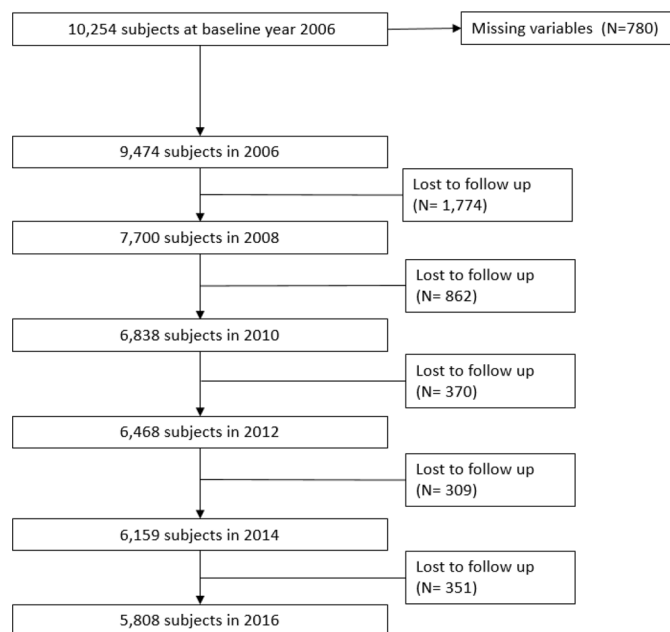 10,254 subjects at baseline year 2006
Missing variables (N=780)
9,474 subjects in 2006
Lost to follow up
(N= 1,774)
7,700 subjects in 2008
Lost to follow up
(N= 862)
6,838 subjects in 2010
Lost to follow up
(N= 370)
6,468 subjects in 2012
Lost to follow up
(N= 309)
6,159 subjects in 2014
Lost to follow up
(N= 351)
5,808 subjects in 2016